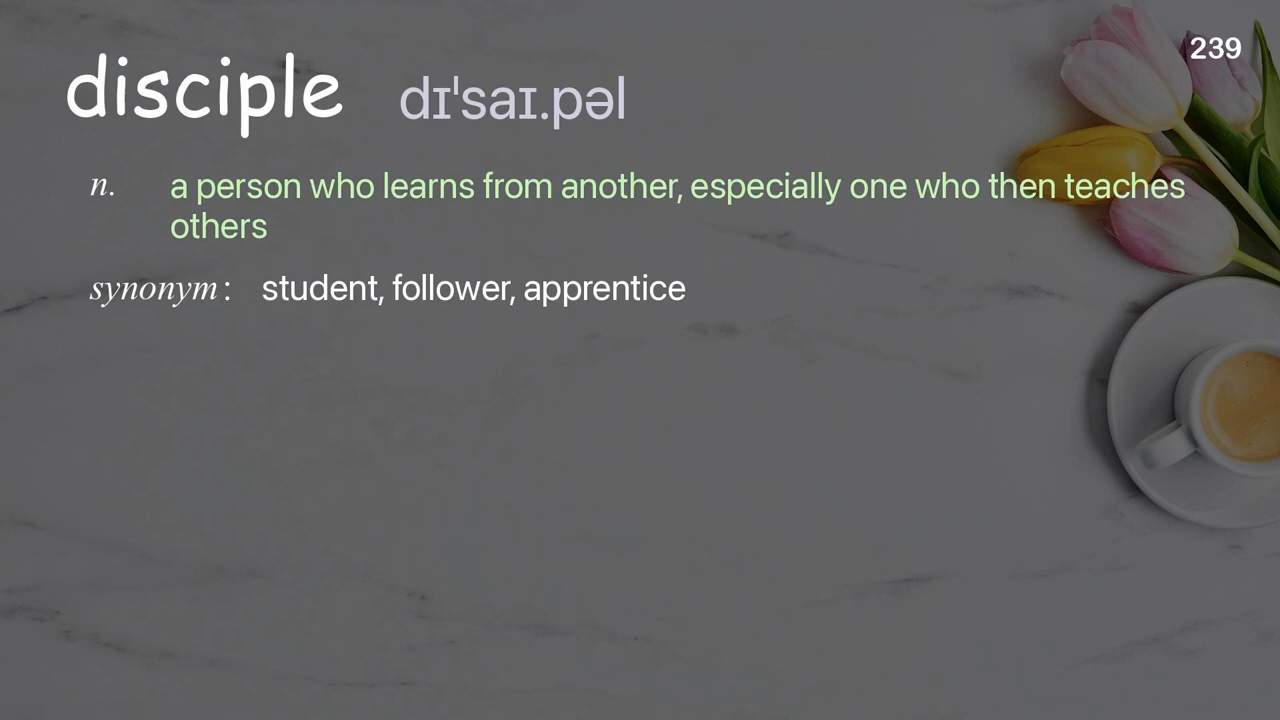 239
disciple dɪˈsaɪ.pəl
n. a person who learns from another, especially one who then teaches
others
synonym: student, follower, apprentice